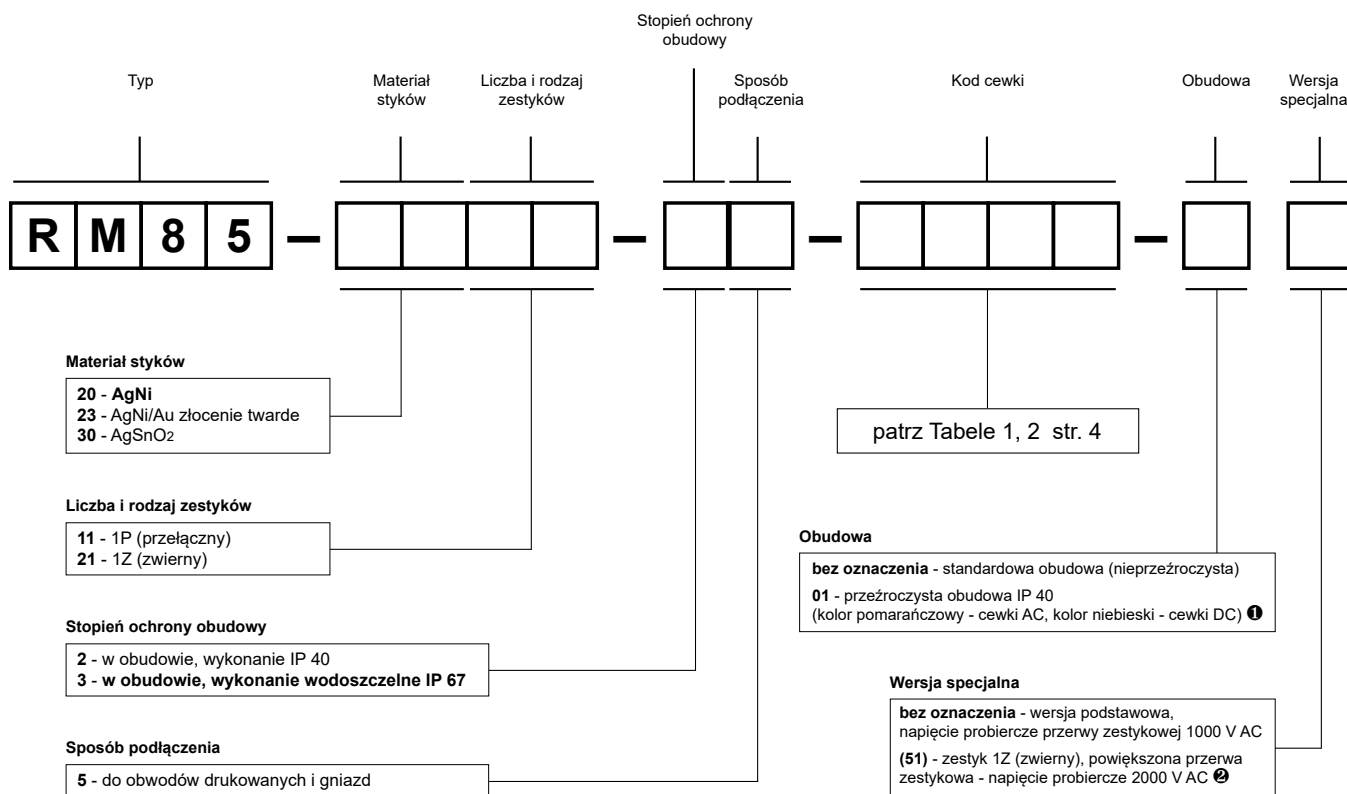 Stopień ochrony
obudowy
Typ
Materiał
styków
Liczba i rodzaj
zestyków
Sposób
podłączenia
Kod cewki
Obudowa
Wersja
specjalna
R M 8 5 – – – –
Materiał styków
20 - AgNi
23 - AgNi/Au złocenie twarde
30 - AgSnO2
patrz Tabele 1, 2 str. 4
Liczba i rodzaj zestyków
11 - 1P (przełączny)
21 - 1Z (zwierny)
Obudowa
bez oznaczenia - standardowa obudowa (nieprzeźroczysta)
01 - przeźroczysta obudowa IP 40
(kolor pomarańczowy - cewki AC, kolor niebieski - cewki DC) ❶
Stopień ochrony obudowy
2 - w obudowie, wykonanie IP 40
3 - w obudowie, wykonanie wodoszczelne IP 67
Wersja specjalna
bez oznaczenia - wersja podstawowa,
napięcie probiercze przerwy zestykowej 1000 V AC
(51) - zestyk 1Z (zwierny), powiększona przerwa
zestykowa - napięcie probiercze 2000 V AC ❷
Sposób podłączenia
5 - do obwodów drukowanych i gniazd